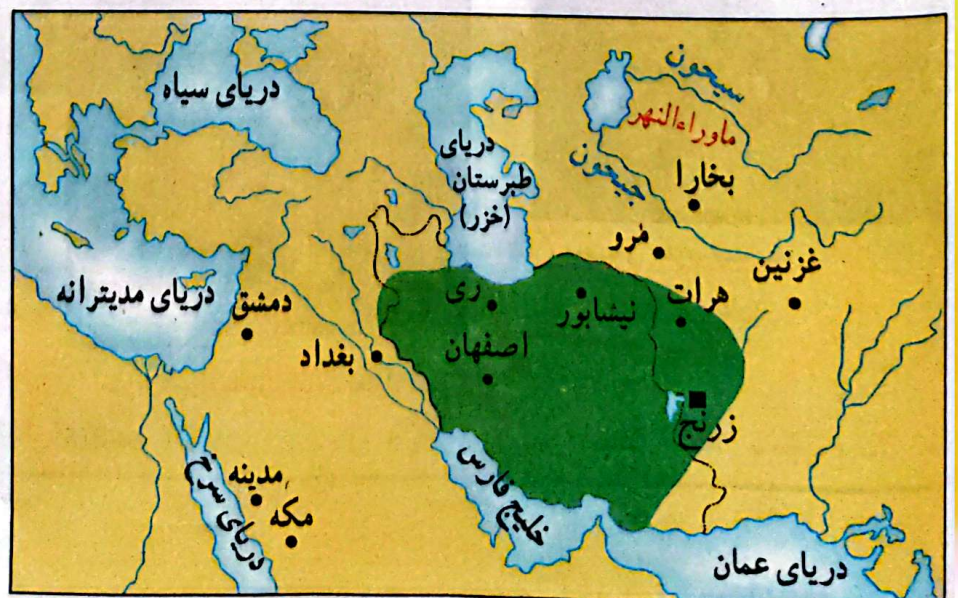 دریای سیاه
دریای
طبرستان
(خزر)
سیحون
ماوراءالنهر
جیحون
بخارا
مرو
غزنین
هرات
نیشابور
ری
اصفهان
زرنج
دریای مدیترانه
دمشق
بغداد
مدینه
مکه
دریای سرخ
خلیج فارس
دریای عمان